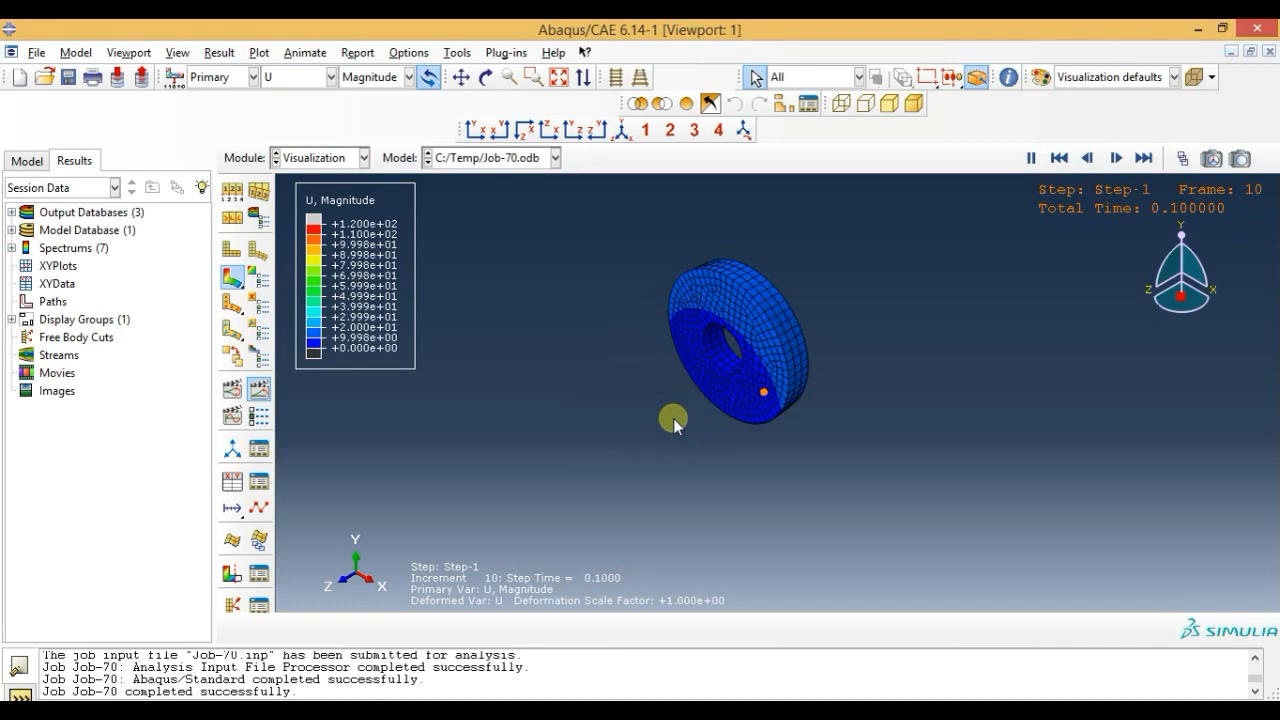 Abaqus/CAE 6.14-1 [Viewport: 1]
File Model Viewport View Result Plot Animate Report Options Tools Plug-ins Help
Primary U Magnitude All Visualization defaults
1 2 3 4
Model Results
Module: Visualization Model: C:/Temp/Job-70.odb
Session Data
Output Databases (3)
Model Database (1)
Spectrums (7)
XYPlots
XYData
Paths
Display Groups (1)
Free Body Cuts
Streams
Movies
Images
U, Magnitude
+1.200e+02
+1.100e+02
+9.998e+01
+8.998e+01
+7.998e+01
+6.998e+01
+5.999e+01
+4.999e+01
+3.999e+01
+2.999e+01
+2.000e+01
+9.998e+00
+0.000e+00
Step: Step-1 Frame: 10
Total Time: 0.100000
Y
Z X
Y
Z X
Step: Step-1
Increment 10: Step Time = 0.1000
Primary Var: U, Magnitude
Deformed Var: U Deformation Scale Factor: +1.000e+00
SIMULIA
The job input file "Job-70.inp" has been submitted for analysis.
Job Job-70: Analysis Input File Processor completed successfully.
Job Job-70: Abaqus/Standard completed successfully.
Job Job-70 completed successfully.